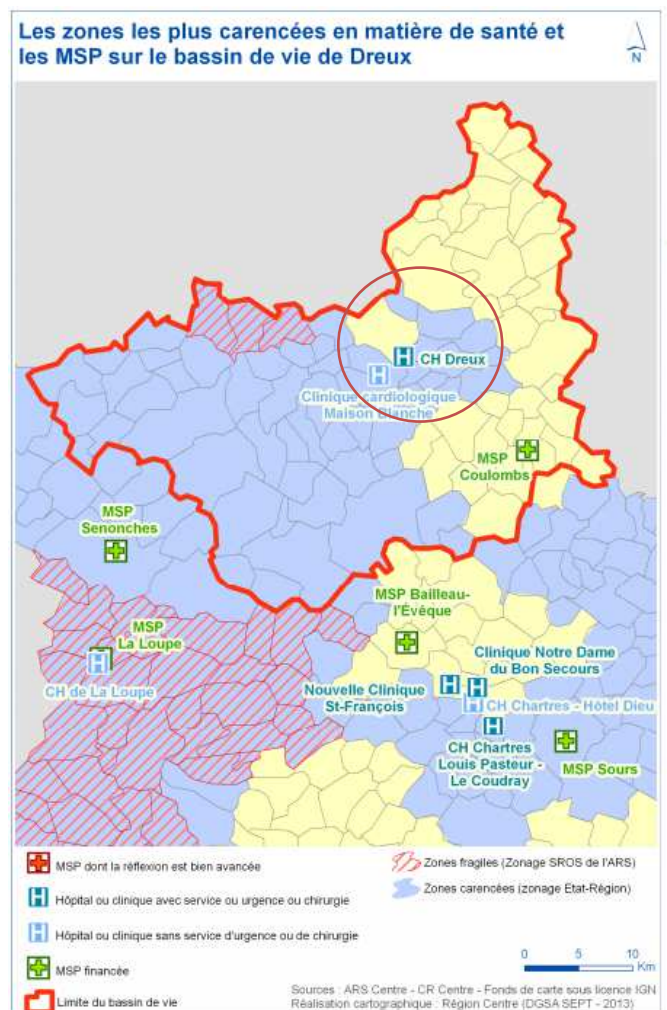 Les zones les plus carencées en matière de santé et
les MSP sur le bassin de vie de Dreux
N
CH Dreux
Clinique cardiologique
Maison Blanche
MSP
Coulombs
MSP
Senonches
MSP Bailleau-
l'Évêque
MSP
La Loupe
Clinique Notre Dame
du Bon Secours
CH de La Loupe
Nouvelle Clinique
St-François
CH Chartres - Hôtel Dieu
CH Chartres
Louis Pasteur -
Le Coudray
MSP Sours
MSP dont la réflexion est bien avancée
Hôpital ou clinique avec service ou urgence ou chirurgie
Hôpital ou clinique sans service d'urgence ou de chirurgie
MSP financée
Limite du bassin de vie
Zones fragiles (Zonage SROS de l'ARS)
Zones carencées (zonage Etat-Région)
0 5 10
Km
Sources : ARS Centre - CR Centre - Fonds de carte sous licence IGN
Réalisation cartographique : Région Centre (DGSA SEPT - 2013)